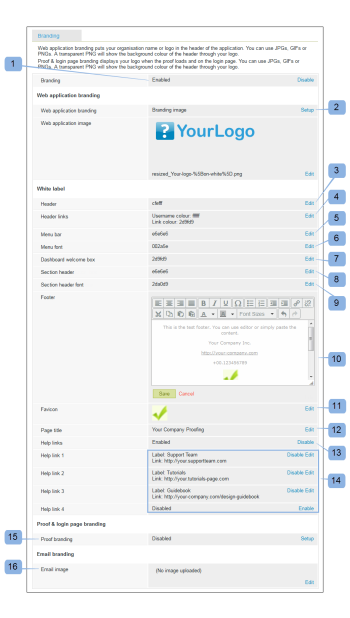 Branding
Web application branding puts your organisation name or logo in the header of the application. You can use JPGs, GIFs or
PNGs. A transparent PNG will show the background colour of the header through your logo.
Proof & login page branding displays your logo when the proof loads and on the login page. You can use JPGs, GIFs or
PNGs. A transparent PNG will show the background colour of the header through your logo.
1
Branding Enabled Disable
Web application branding
Web application branding Branding image Setup 2
Web application image
? YourLogo
resized_Your-logo-%5Bon-white%5D.png Edit
White label 3
Header cfefff Edit 4
Header links Username colour: ffffff Edit
Link colour: 2d9fd9 5
Menu bar e6e6e6 Edit
Menu font 002a5e Edit 6
Dashboard welcome box 2d9fd9 Edit 7
Section header e6e6e6 Edit 8
Section header font 2da0d9 Edit 9
Footer
B I U Ω
A Font Sizes
This is the test footer. You can use editor or simply paste the
content.
Your Company Inc.
http://your-company.com
+00.123456789
10
Save Cancel
Favicon Edit 11
Page title Your Company Proofing Edit 12
Help links Enabled Disable 13
Help link 1 Label: Support Team Disable Edit
Link: http://your.supportteam.com
Help link 2 Label: Tutorials Disable Edit 14
Link: http://your.tutorials-page.com
Help link 3 Label: Guidebook Disable Edit
Link: http://your-company.com/design-guidebook
Help link 4 Disabled Enable
Proof & login page branding
15 Proof branding Disabled Setup
Email branding
16 Email image (No image uploaded)
Edit